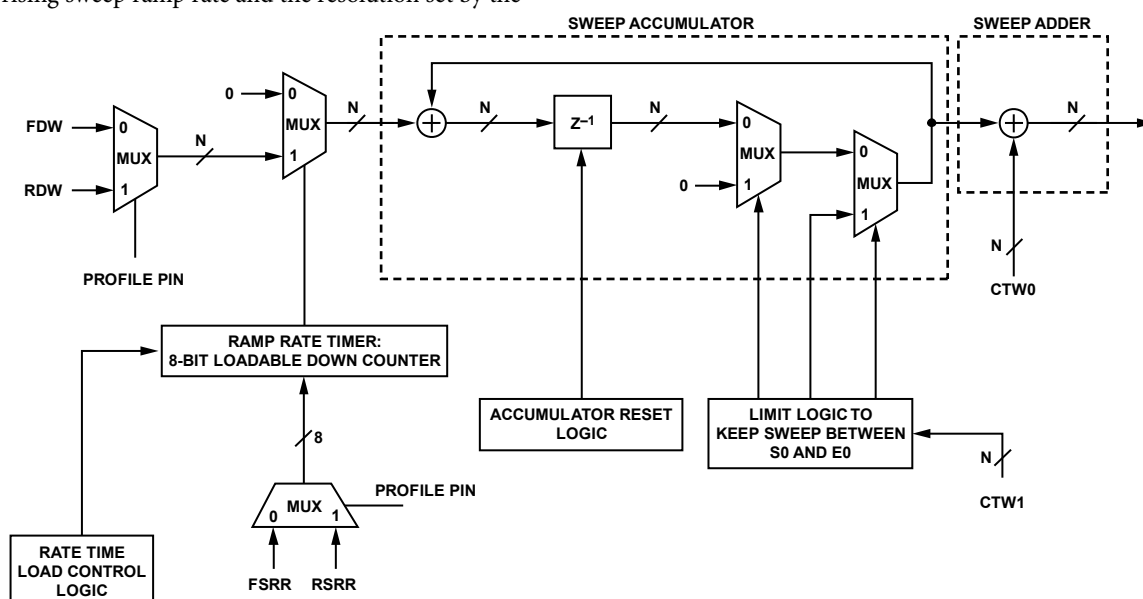 rising sweep ramp rate and the resolution set by the
SWEEP ACCUMULATOR
SWEEP ADDER
0
0
MUX
1
N
FDW
0
MUX
RDW
1
N
PROFILE PIN
N
Z–1
N
0
MUX
0
1
0
MUX
1
N
N
CTW0
RAMP RATE TIMER:
8-BIT LOADABLE DOWN COUNTER
8
ACCUMULATOR RESET
LOGIC
LIMIT LOGIC TO
KEEP SWEEP BETWEEN
S0 AND E0
N
CTW1
PROFILE PIN
MUX
0
1
FSRR
RSRR
RATE TIME
LOAD CONTROL
LOGIC